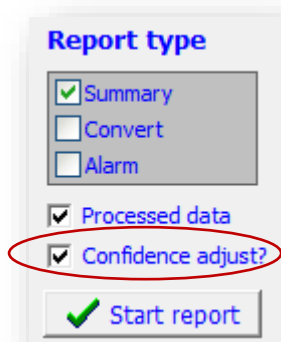 Report type
Summary
Convert
Alarm
Processed data
Confidence adjust?
Start report